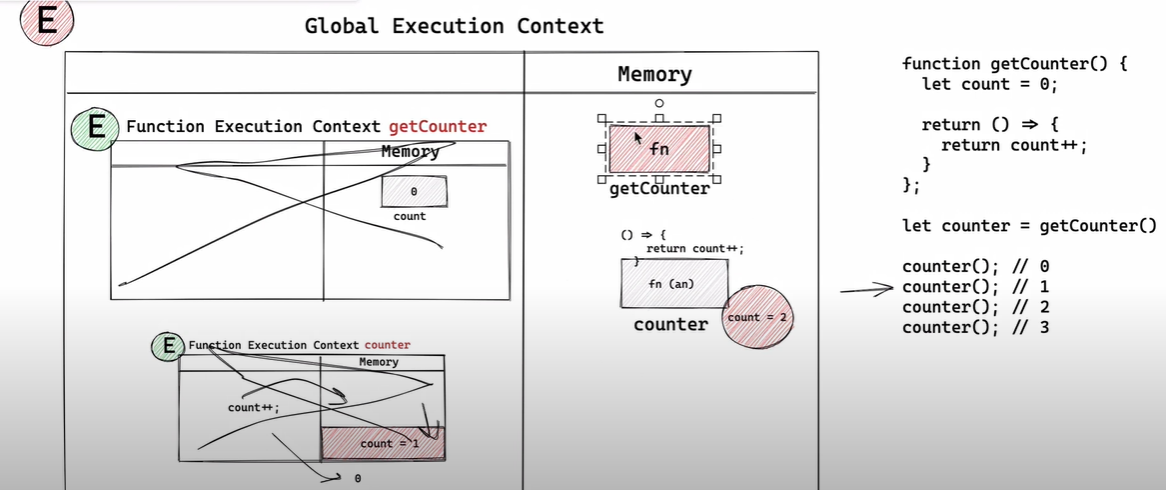 E
Global Execution Context
Memory
E
Function Execution Context getCounter
Memory
0
count
fn
getCounter
() => {
return count++;
}
fn (an)
counter
count = 2
E
Function Execution Context counter
Memory
count++;
count = 1
0
function getCounter() {
let count = 0;
return () => {
return count++;
}
};
let counter = getCounter()
counter(); // 0
counter(); // 1
counter(); // 2
counter(); // 3